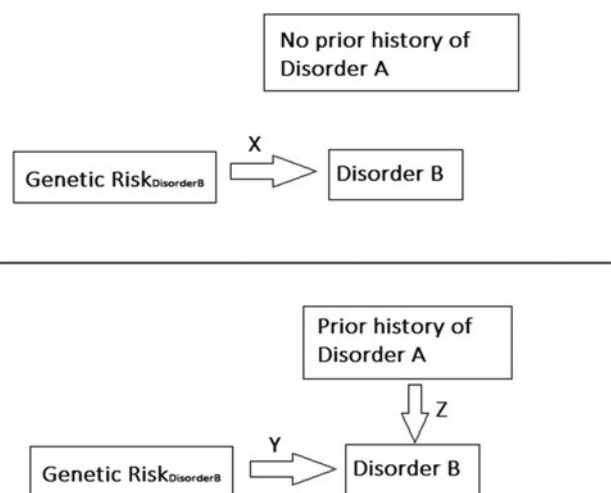 No prior history of
Disorder A
X
Genetic RiskDisorderB
Disorder B
Prior history of
Disorder A
Z
Y
Genetic RiskDisorderB
Disorder B